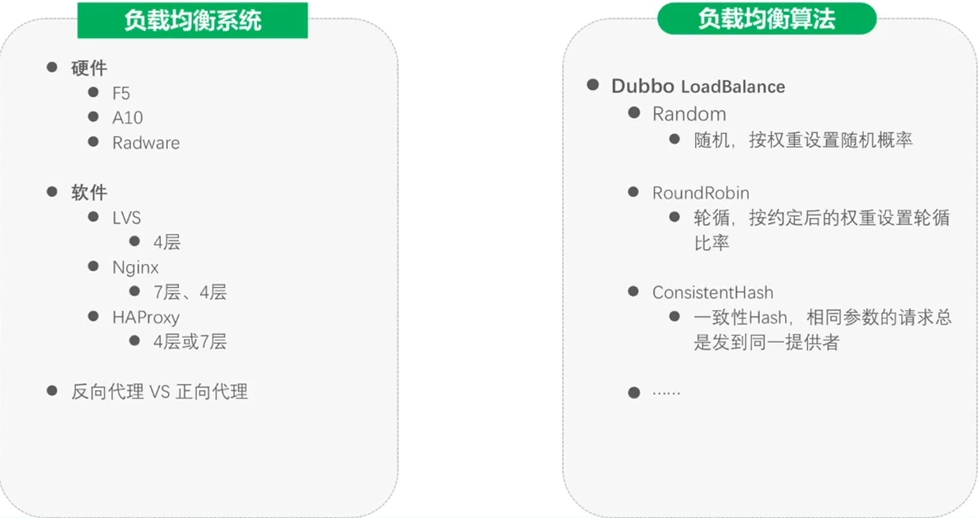 负载均衡系统
硬件
F5
A10
Radware
软件
LVS
4层
Nginx
7层、4层
HAProxy
4层或7层
反向代理 VS 正向代理
负载均衡算法
Dubbo LoadBalance
Random
随机，按权重设置随机概率
RoundRobin
轮循，按约定后的权重设置轮循
比率
ConsistentHash
一致性Hash，相同参数的请求总
是发到同一提供者
……